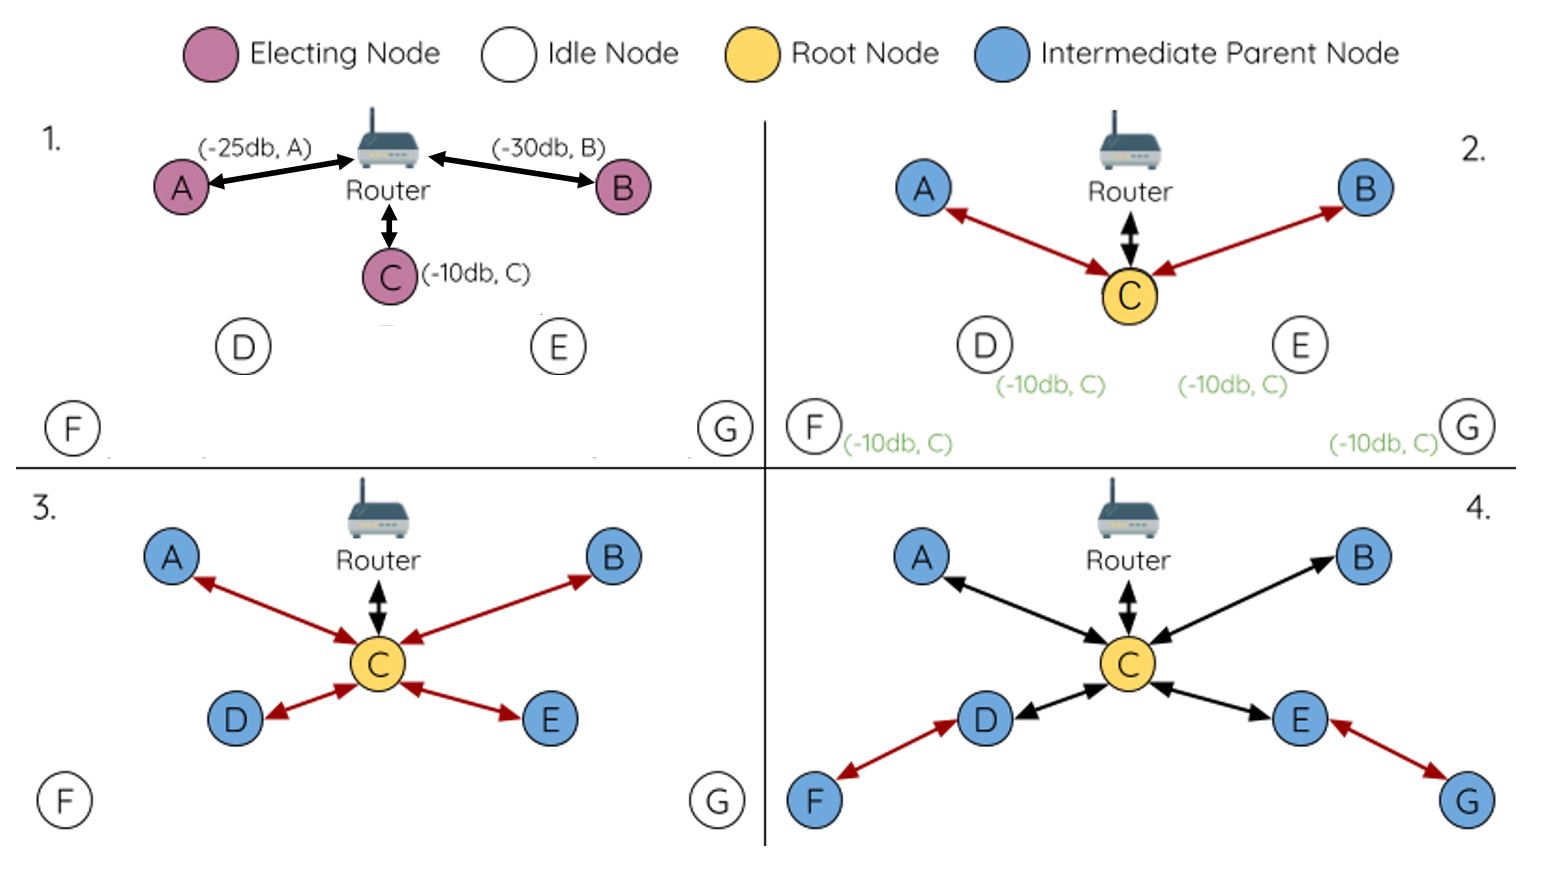 Electing Node
Idle Node
Root Node
Intermediate Parent Node
1.
(-25db, A)
(-30db, B)
A
B
Router
C
(-10db, C)
D
E
F
G
2.
A
B
Router
C
D
E
(-10db, C)
(-10db, C)
F
(-10db, C)
(-10db, C)
G
3.
A
B
Router
C
D
E
F
G
4.
A
B
Router
C
D
E
F
G